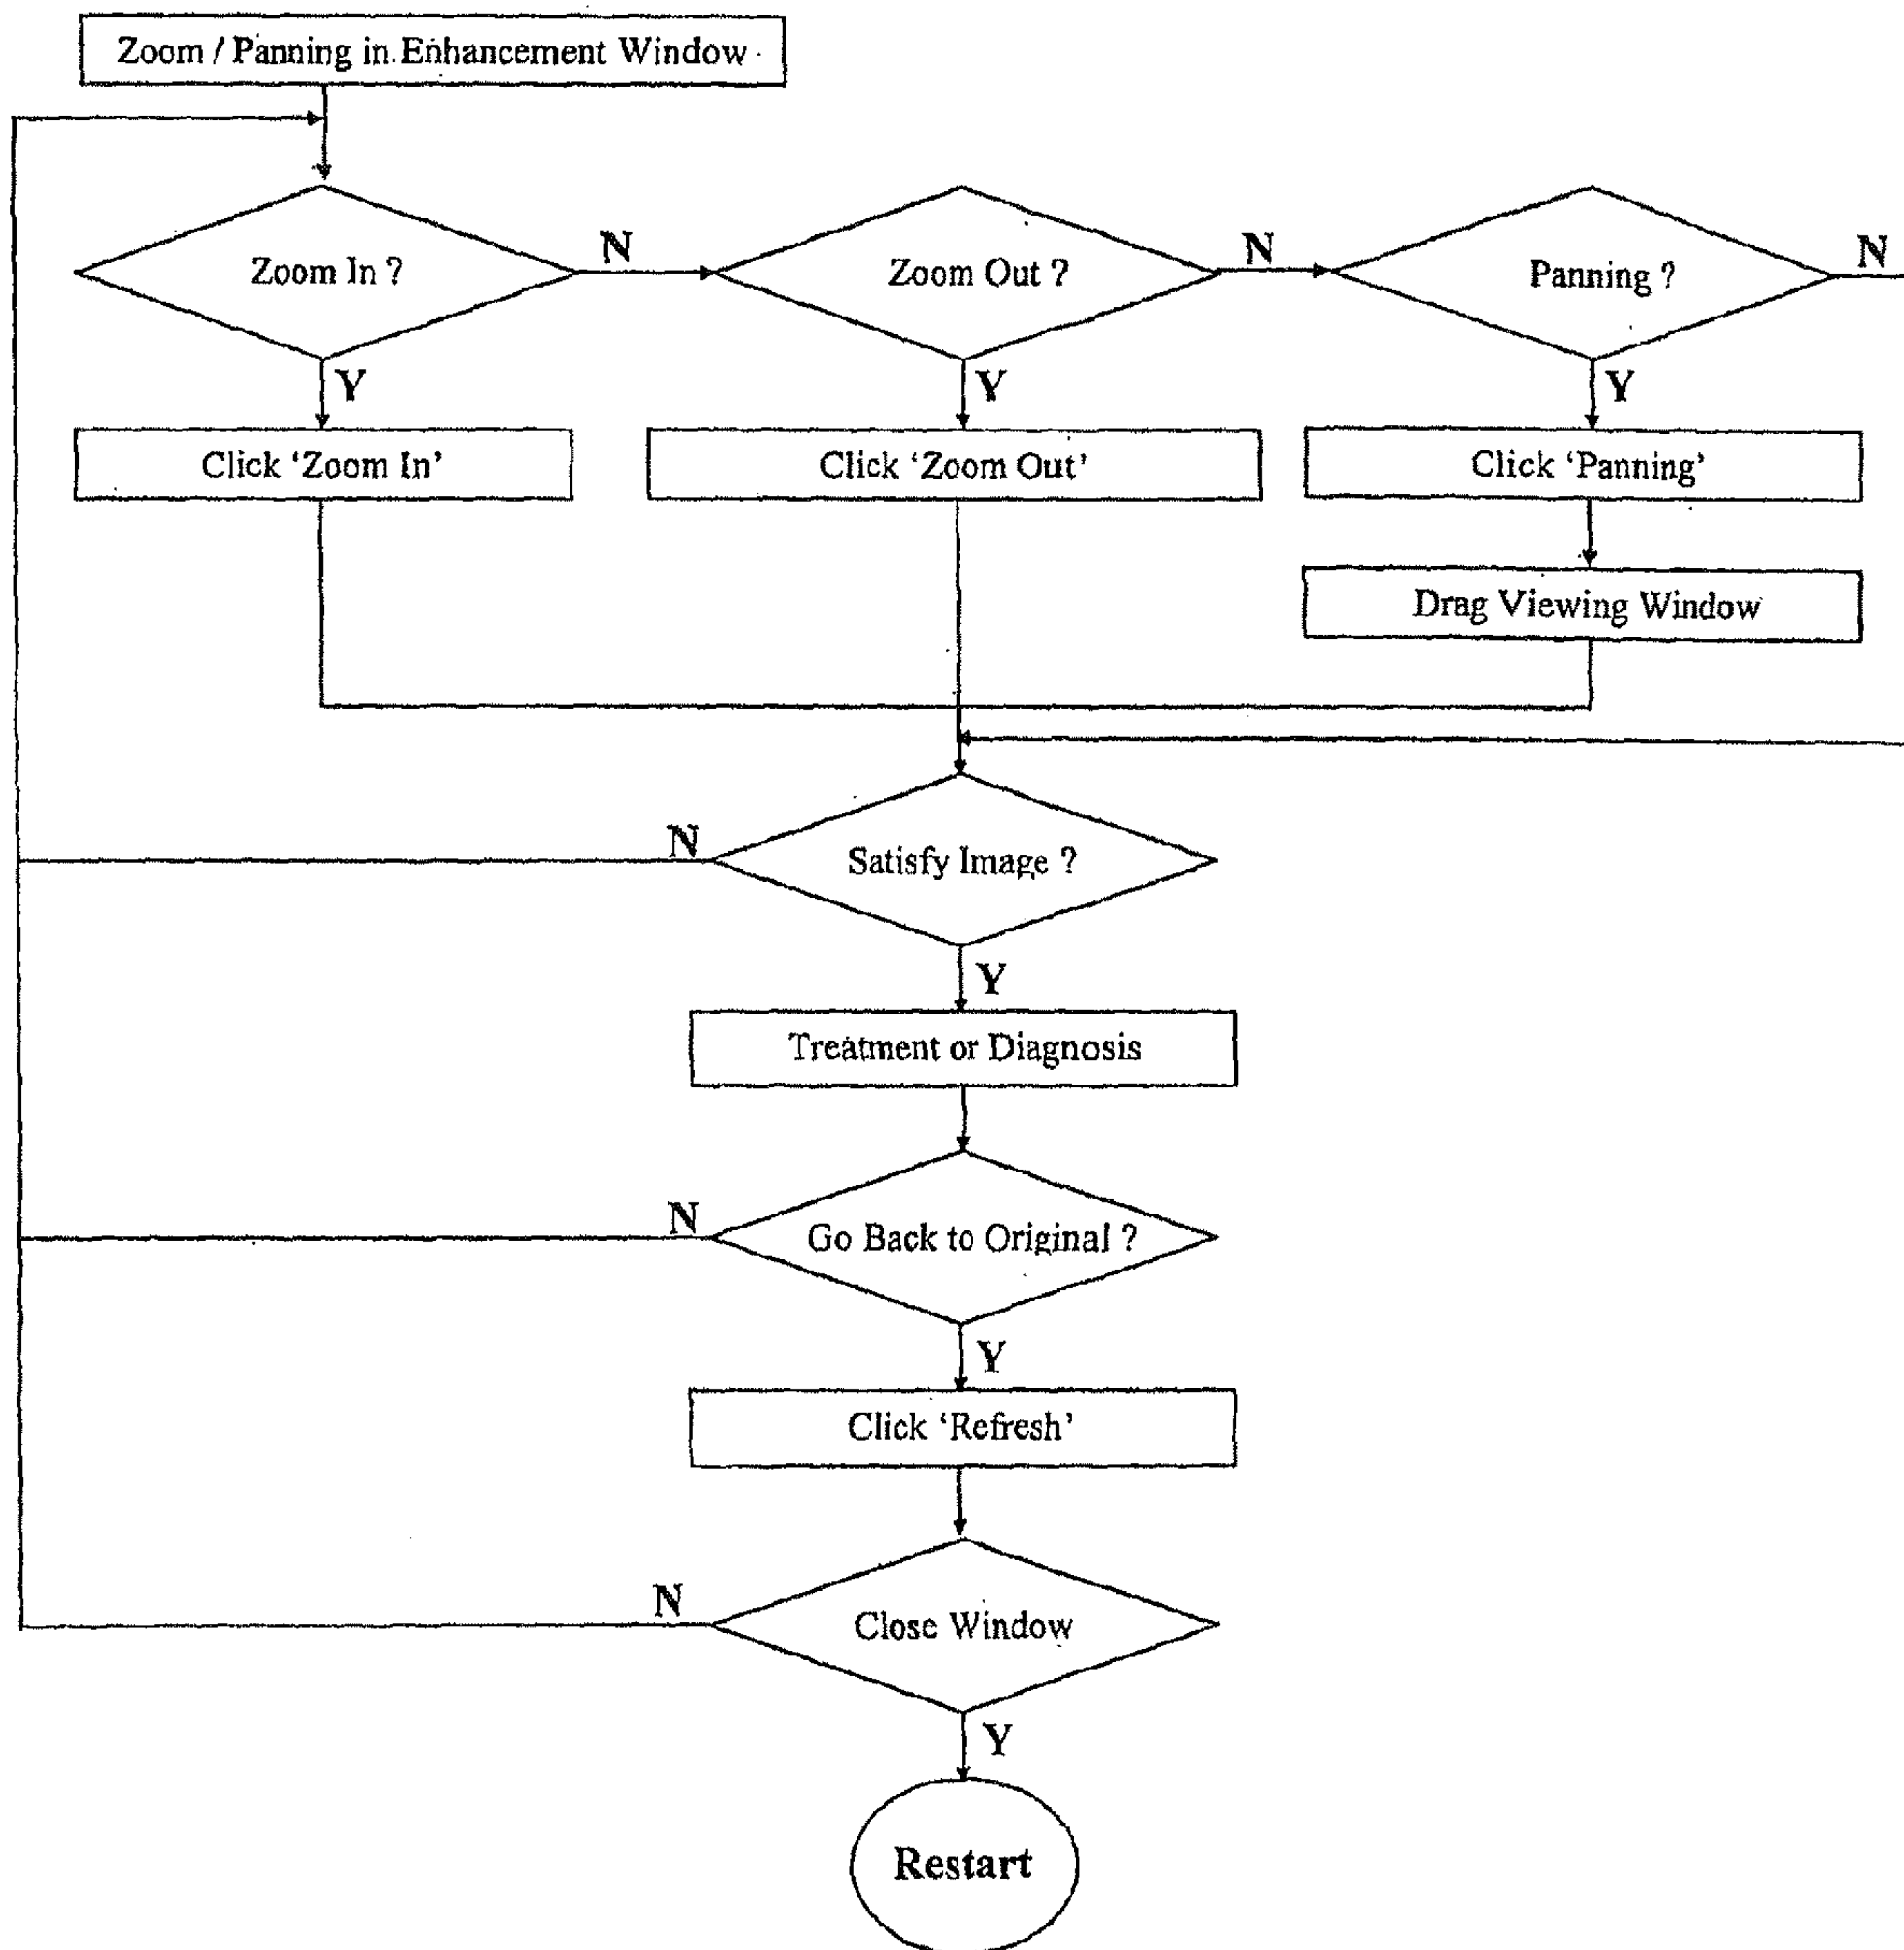 Zoom / Panning in Enhancement Window
Zoom In ?
N
Zoom Out ?
N
Panning ?
N
Y
Y
Y
Click ‘Zoom In’
Click ‘Zoom Out’
Click ‘Panning’
Drag Viewing Window
N
Satisfy Image ?
Y
Treatment or Diagnosis
N
Go Back to Original ?
Y
Click ‘Refresh’
N
Close Window
Y
Restart